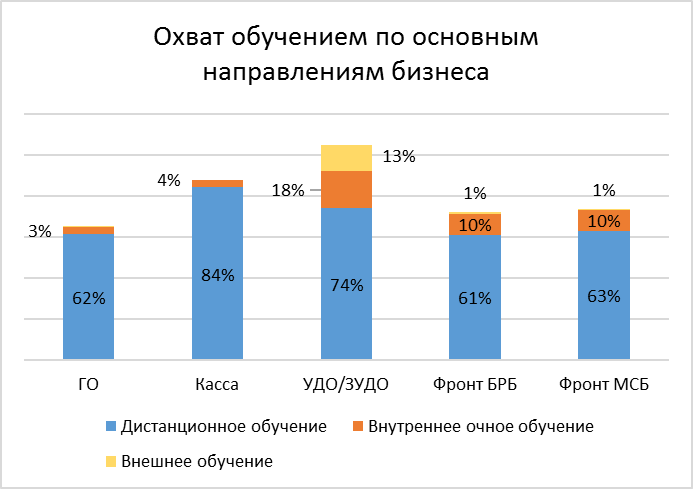 Охват обучением по основным
направлениям бизнеса
13%
4%
18%
1%
1%
3%
10%
10%
62%
84%
74%
61%
63%
ГО
Касса
УДО/ЗУДО
Фронт БРБ
Фронт МСБ
Дистанционное обучение
Внутреннее очное обучение
Внешнее обучение